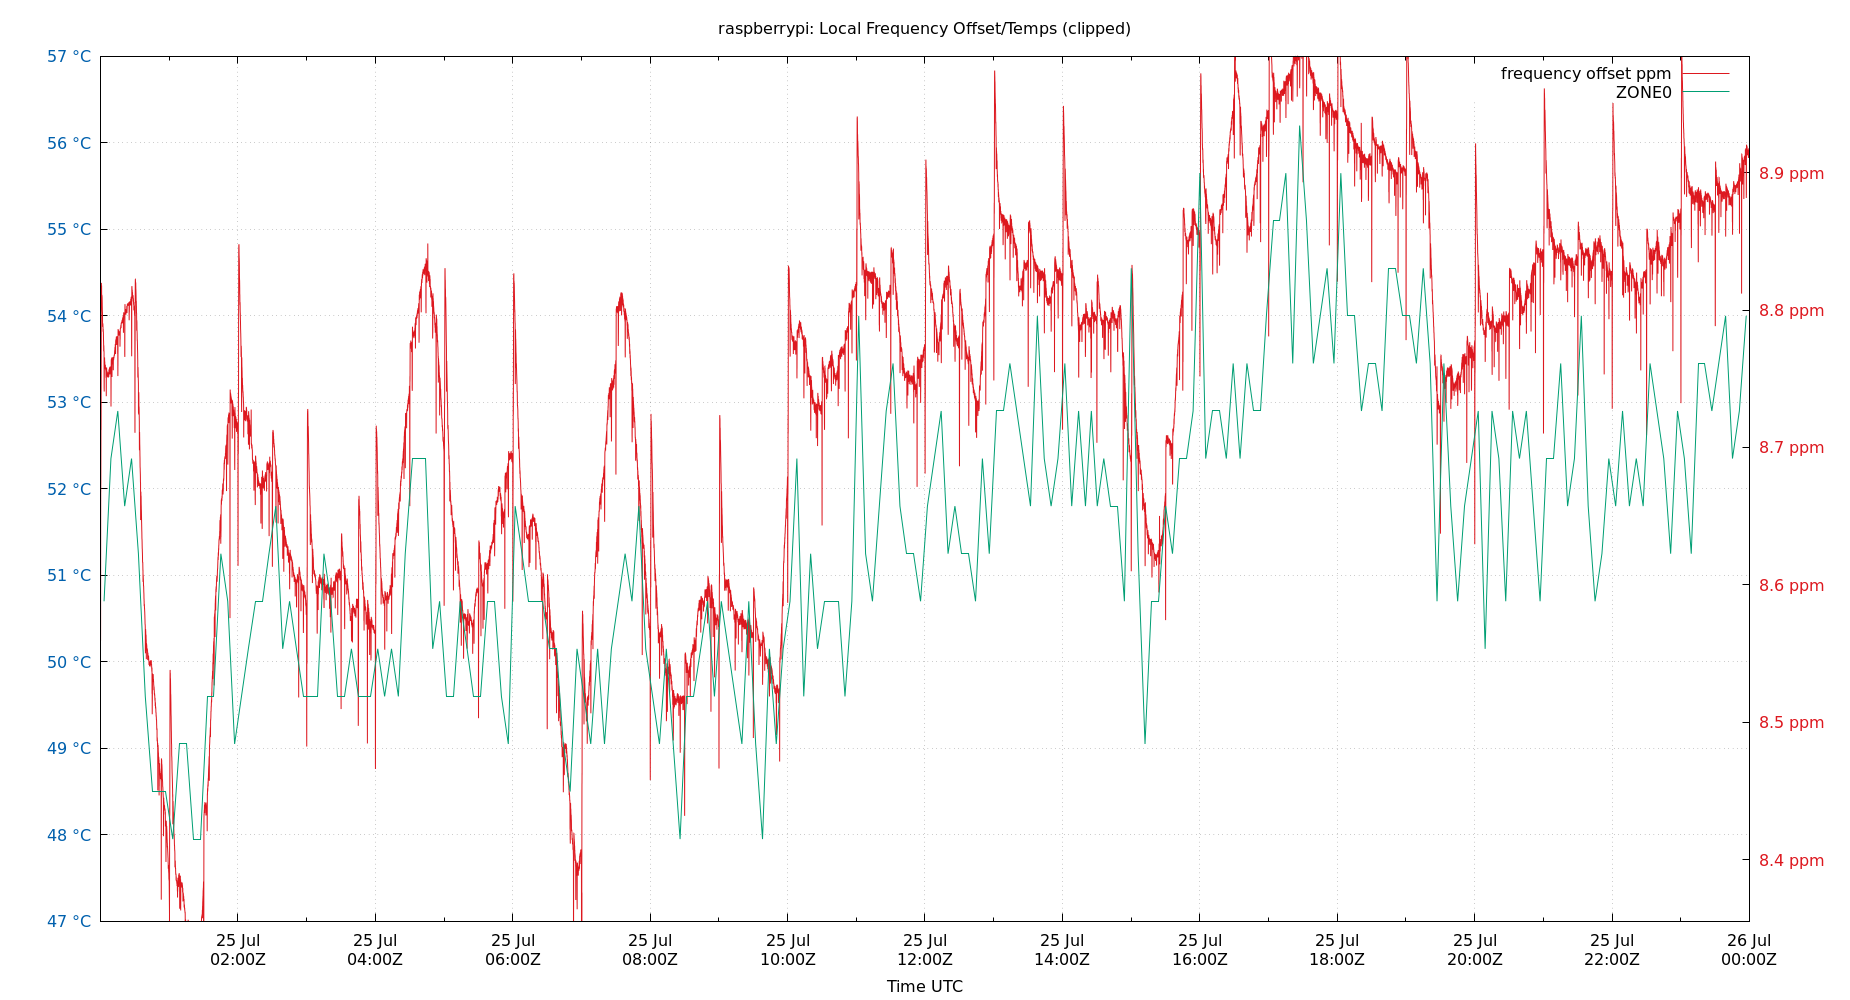 raspberrypi: Local Frequency Offset/Temps (clipped)
57 °C
56 °C
55 °C
54 °C
53 °C
52 °C
51 °C
50 °C
49 °C
48 °C
47 °C
frequency offset ppm
ZONE0
8.9 ppm
8.8 ppm
8.7 ppm
8.6 ppm
8.5 ppm
8.4 ppm
25 Jul 25 Jul 25 Jul 25 Jul 25 Jul 25 Jul 25 Jul 25 Jul 25 Jul 25 Jul 25 Jul 26 Jul
02:00Z 04:00Z 06:00Z 08:00Z 10:00Z 12:00Z 14:00Z 16:00Z 18:00Z 20:00Z 22:00Z 00:00Z
Time UTC